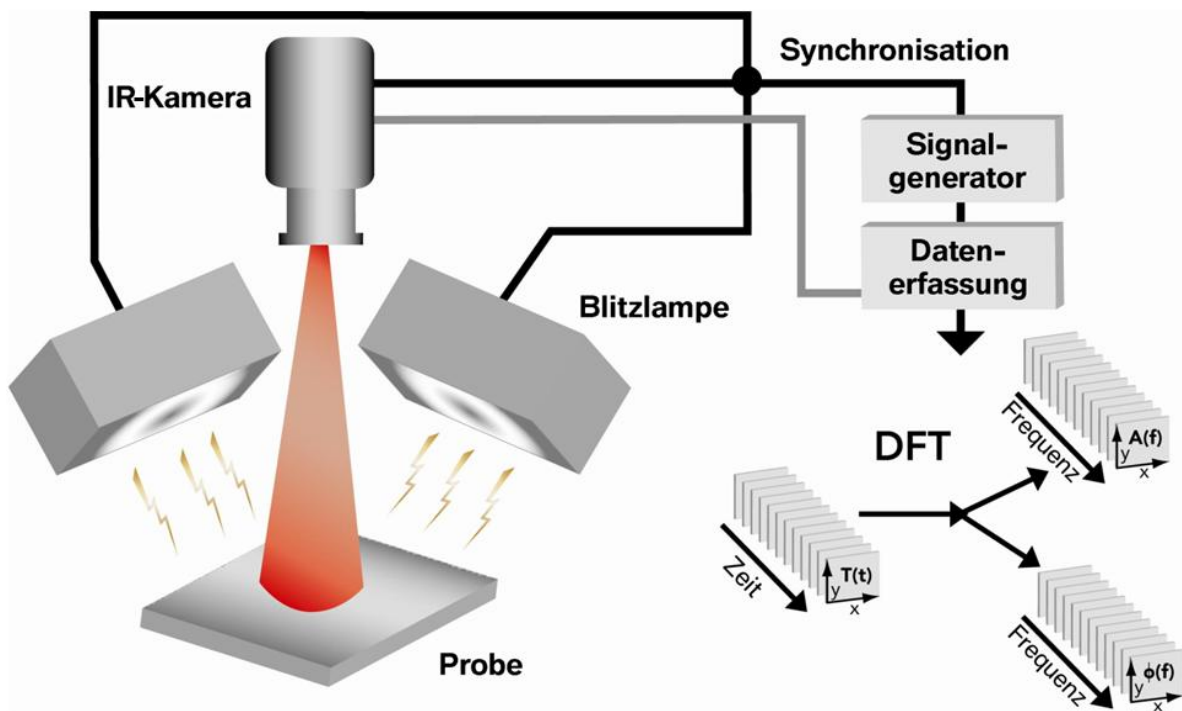 Synchronisation
IR-Kamera
Signal-
generator
Daten-
erfassung
Blitzlampe
Probe
DFT
Zeit
T(t)
y
x
Frequenz
A(f)
y
x
Frequenz
ϕ(f)
y
x